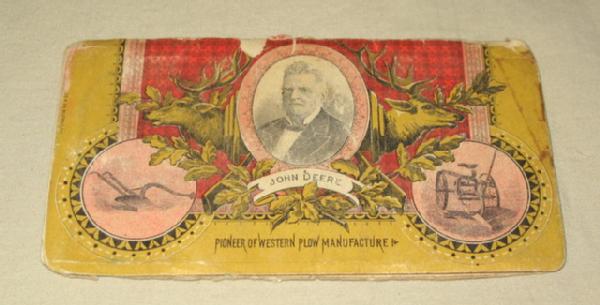 JOHN DEERE
PIONEER OF WESTERN PLOW MANUFACTURE